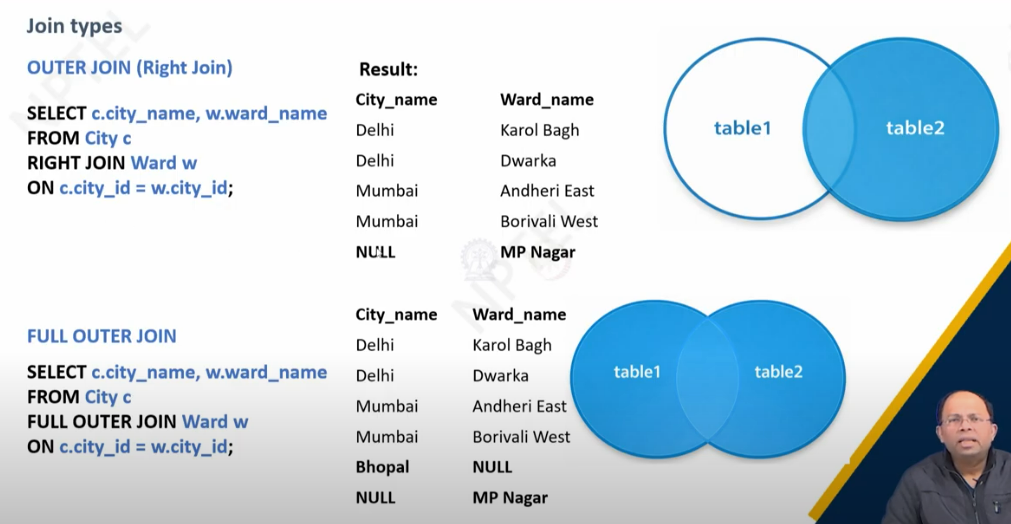 Join types
OUTER JOIN (Right Join)
SELECT c.city_name, w.ward_name
FROM City c
RIGHT JOIN Ward w
ON c.city_id = w.city_id;
Result:
City_name Ward_name
Delhi Karol Bagh
Delhi Dwarka
Mumbai Andheri East
Mumbai Borivali West
NULL MP Nagar
table1 table2
FULL OUTER JOIN
SELECT c.city_name, w.ward_name
FROM City c
FULL OUTER JOIN Ward w
ON c.city_id = w.city_id;
City_name Ward_name
Delhi Karol Bagh
Delhi Dwarka
Mumbai Andheri East
Mumbai Borivali West
Bhopal NULL
NULL MP Nagar
table1 table2
NPTEL
NPTEL